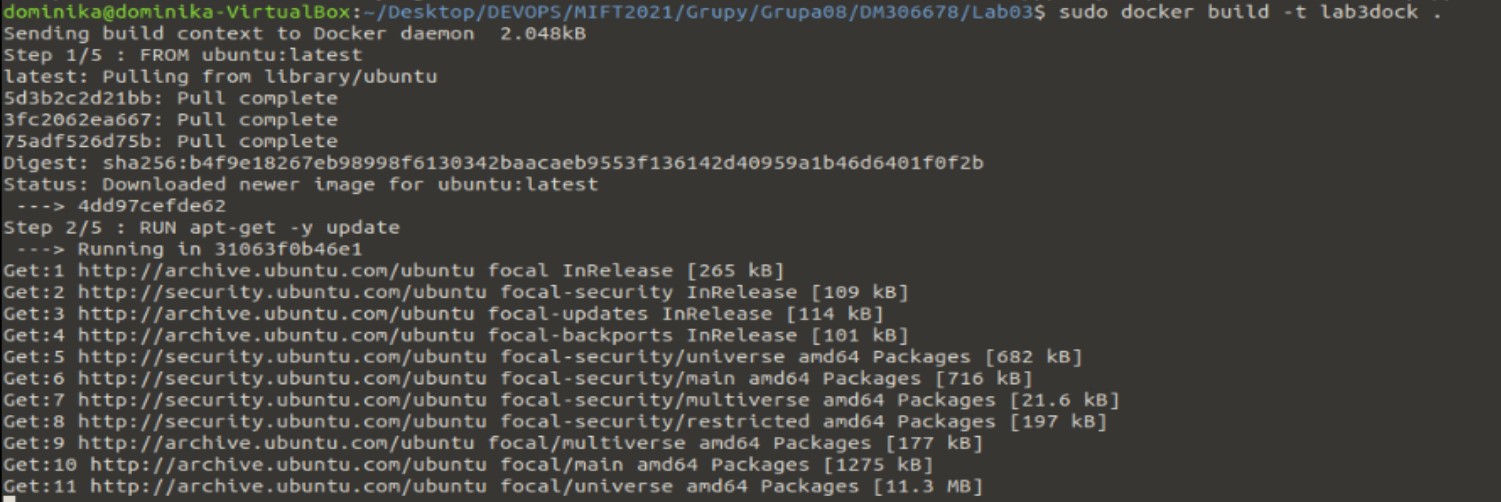 dominika@dominika-VirtualBox:~/Desktop/DEVOPS/MIFT2021/Grupy/Grupa08/DM306678/Lab03$ sudo docker build -t lab3dock .
Sending build context to Docker daemon  2.048kB
Step 1/5 : FROM ubuntu:latest
latest: Pulling from library/ubuntu
5d3b2c2d21bb: Pull complete
3fc2062ea667: Pull complete
75adf526d75b: Pull complete
Digest: sha256:b4f9e18267eb98998f6130342baacaeb9553f136142d40959a1b46d6401f0f2b
Status: Downloaded newer image for ubuntu:latest
 ---> 4dd97cefde62
Step 2/5 : RUN apt-get -y update
 ---> Running in 31063f0b46e1
Get:1 http://archive.ubuntu.com/ubuntu focal InRelease [265 kB]
Get:2 http://security.ubuntu.com/ubuntu focal-security InRelease [109 kB]
Get:3 http://archive.ubuntu.com/ubuntu focal-updates InRelease [114 kB]
Get:4 http://archive.ubuntu.com/ubuntu focal-backports InRelease [101 kB]
Get:5 http://security.ubuntu.com/ubuntu focal-security/universe amd64 Packages [682 kB]
Get:6 http://security.ubuntu.com/ubuntu focal-security/main amd64 Packages [716 kB]
Get:7 http://security.ubuntu.com/ubuntu focal-security/multiverse amd64 Packages [21.6 kB]
Get:8 http://security.ubuntu.com/ubuntu focal-security/restricted amd64 Packages [197 kB]
Get:9 http://archive.ubuntu.com/ubuntu focal/multiverse amd64 Packages [177 kB]
Get:10 http://archive.ubuntu.com/ubuntu focal/main amd64 Packages [1275 kB]
Get:11 http://archive.ubuntu.com/ubuntu focal/universe amd64 Packages [11.3 MB]